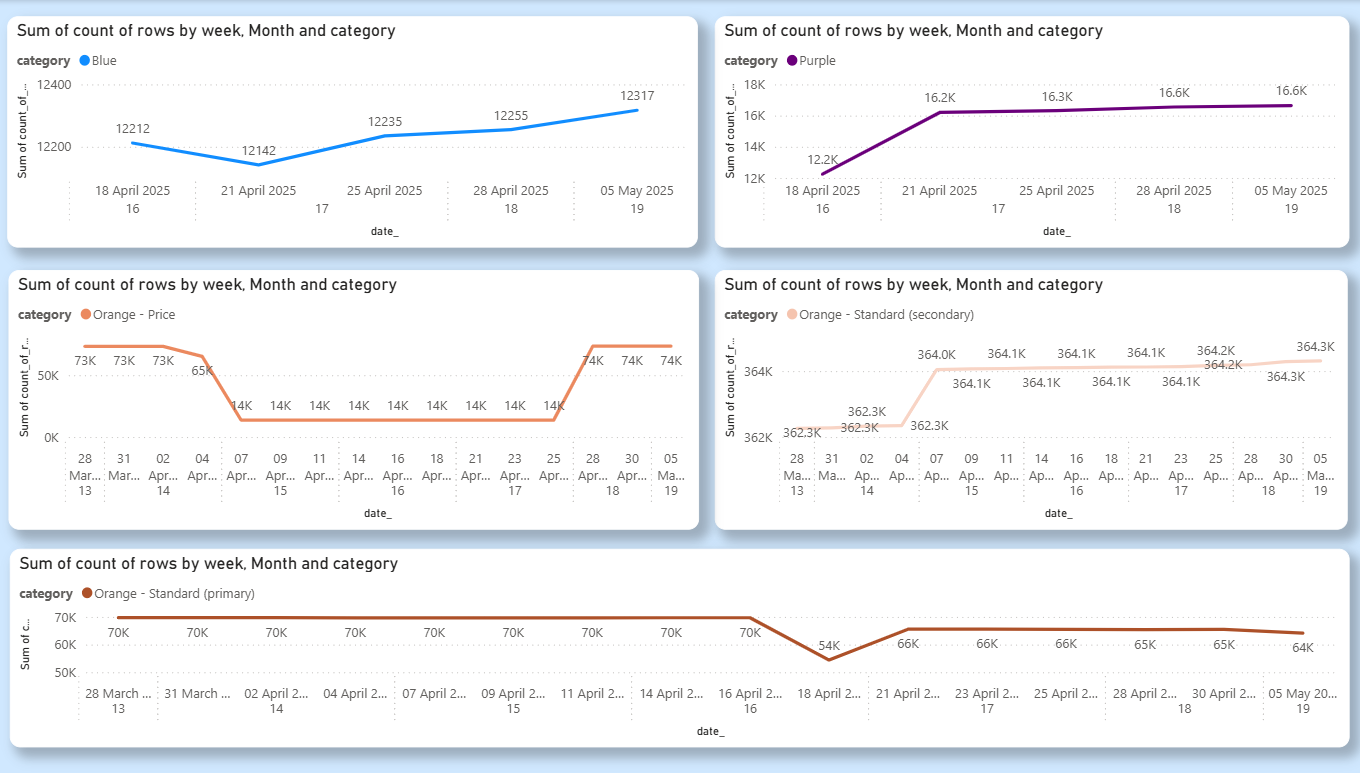 Sum of count of rows by week, Month and category
category Blue
Sum of count_of_...
12400
12200
12212
12142
12235
12255
12317
18 April 2025
21 April 2025
25 April 2025
28 April 2025
05 May 2025
16
17
18
19
date_
Sum of count of rows by week, Month and category
category Purple
Sum of count_of_...
18K
16K
14K
12K
12.2K
16.2K
16.3K
16.6K
16.6K
18 April 2025
21 April 2025
25 April 2025
28 April 2025
05 May 2025
16
17
18
19
date_
Sum of count of rows by week, Month and category
category Orange - Price
Sum of count_of_r...
50K
0K
73K
73K
73K
65K
14K
14K
14K
14K
14K
14K
14K
14K
14K
74K
74K
74K
28 31 02 04 07 09 11 14 16 18 21 23 25 28 30 05
Mar... Mar... Apr... Apr... Apr... Apr... Apr... Apr... Apr... Apr... Apr... Apr... Apr... Apr... Apr... Ma...
13 14 15 16 17 18 19
date_
Sum of count of rows by week, Month and category
category Orange - Standard (secondary)
Sum of count_of_r...
364K
362K
362.3K
362.3K
362.3K
362.3K
364.0K
364.1K
364.1K
364.1K
364.1K
364.1K
364.1K
364.1K
364.2K
364.2K
364.3K
364.3K
28 31 02 04 07 09 11 14 16 18 21 23 25 28 30 05
Ma... Ma... Ap... Ap... Ap... Ap... Ap... Ap... Ap... Ap... Ap... Ap... Ap... Ap... Ap... Ma...
13 14 15 16 17 18 19
date_
Sum of count of rows by week, Month and category
category Orange - Standard (primary)
Sum of c...
70K
60K
50K
70K
70K
70K
70K
70K
70K
70K
70K
70K
54K
66K
66K
66K
65K
65K
64K
28 March ... 31 March ... 02 April 2... 04 April 2... 07 April 2... 09 April 2... 11 April 2... 14 April 2... 16 April 2... 18 April 2... 21 April 2... 23 April 2... 25 April 2... 28 April 2... 30 April 2... 05 May 20...
13 14 15 16 17 18 19
date_